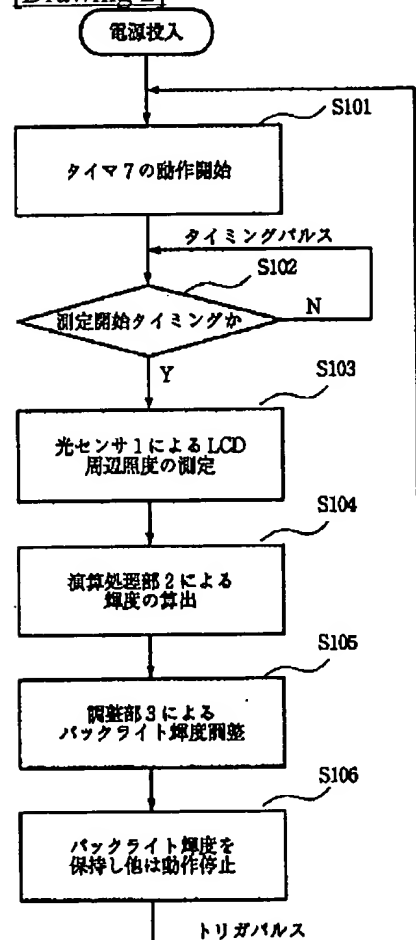 [Drawing 2]
電源投入
S101
タイマ7の動作開始
タイミングパルス
S102
測定開始タイミングか
N
Y
S103
光センサ1によるLCD
周辺照度の測定
S104
演算処理部2による
輝度の算出
S105
調整部3による
バックライト輝度調整
S106
バックライト輝度を
保持し他は動作停止
トリガパルス